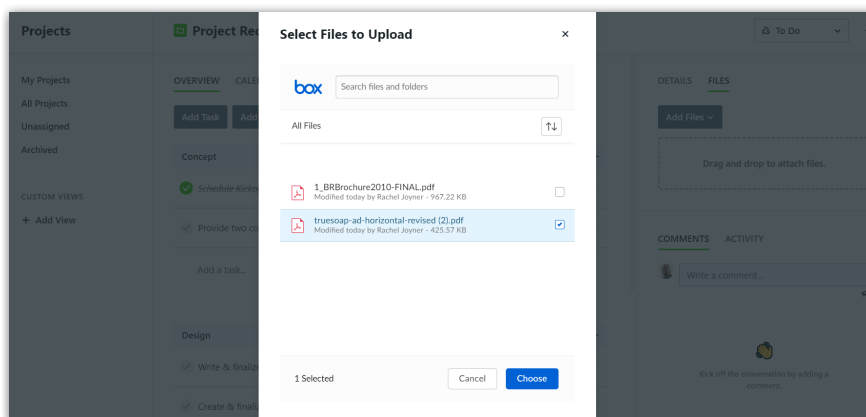 Projects
Project Rec
To Do
My Projects
All Projects
Unassigned
Archived
CUSTOM VIEWS
+ Add View
OVERVIEW CALE
Add Task Add
Concept
Schedule Kicko
Provide two co
Add a task...
Design
Write & finalize
Create & finali
Select Files to Upload
×
box
Search files and folders
All Files
1_BRBrochure2010-FINAL.pdf
Modified today by Rachel Joyner - 967.22 KB
truesoap-ad-horizontal-revised (2).pdf
Modified today by Rachel Joyner - 425.57 KB
1 Selected
Cancel
Choose
DETAILS FILES
Add Files
Drag and drop to attach files.
COMMENTS ACTIVITY
Write a comment...
Kick off the conversation by adding a
comment.